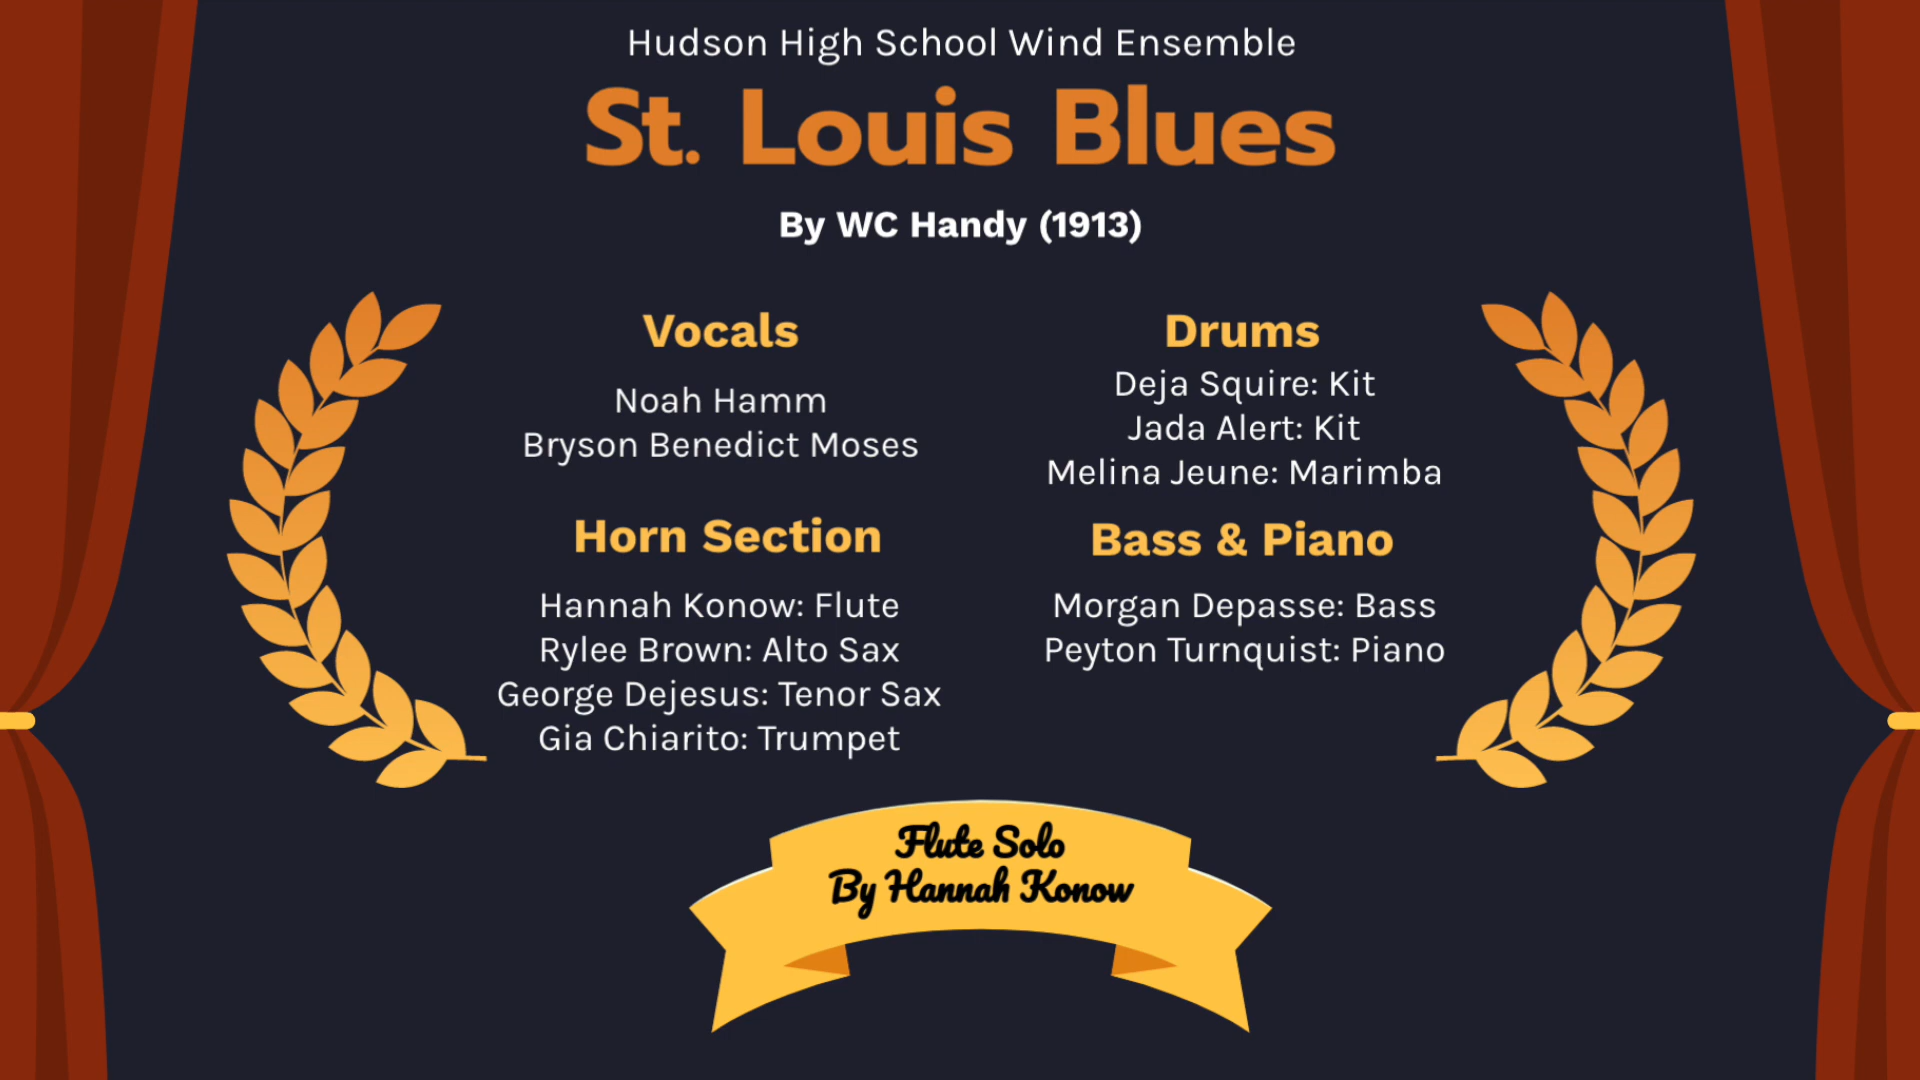 Hudson High School Wind Ensemble
St. Louis Blues
By WC Handy (1913)
Vocals
Noah Hamm
Bryson Benedict Moses
Horn Section
Hannah Konow: Flute
Rylee Brown: Alto Sax
George Dejesus: Tenor Sax
Gia Chiarito: Trumpet
Drums
Deja Squire: Kit
Jada Alert: Kit
Melina Jeune: Marimba
Bass & Piano
Morgan Depasse: Bass
Peyton Turnquist: Piano
Flute Solo
By Hannah Konow